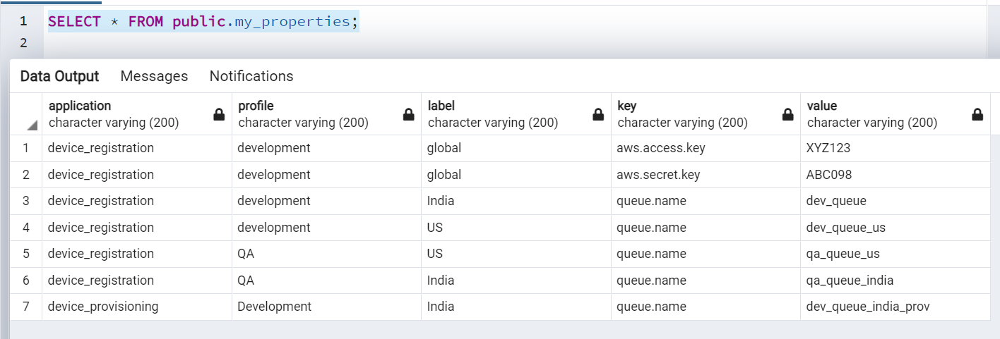 1 SELECT * FROM public.my_properties;
2
Data Output Messages Notifications
application profile label key value
character varying (200) character varying (200) character varying (200) character varying (200) character varying (200)
1 device_registration development global aws.access.key XYZ123
2 device_registration development global aws.secret.key ABC098
3 device_registration development India queue.name dev_queue
4 device_registration development US queue.name dev_queue_us
5 device_registration QA US queue.name qa_queue_us
6 device_registration QA India queue.name qa_queue_india
7 device_provisioning Development India queue.name dev_queue_india_prov